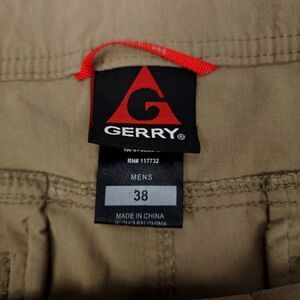 GERRY®
RN# 117732
MENS
38
MADE IN CHINA